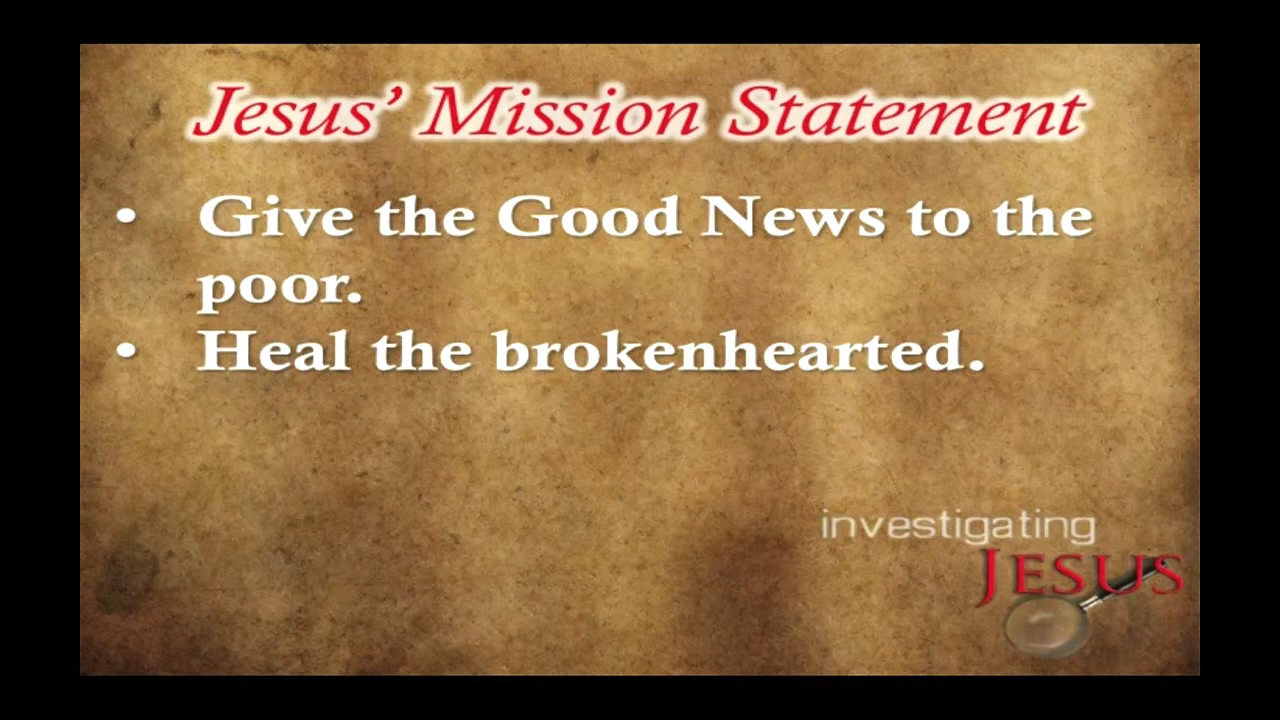 Jesus’ Mission Statement
• Give the Good News to the
poor.
• Heal the brokenhearted.
investigating
JESUS